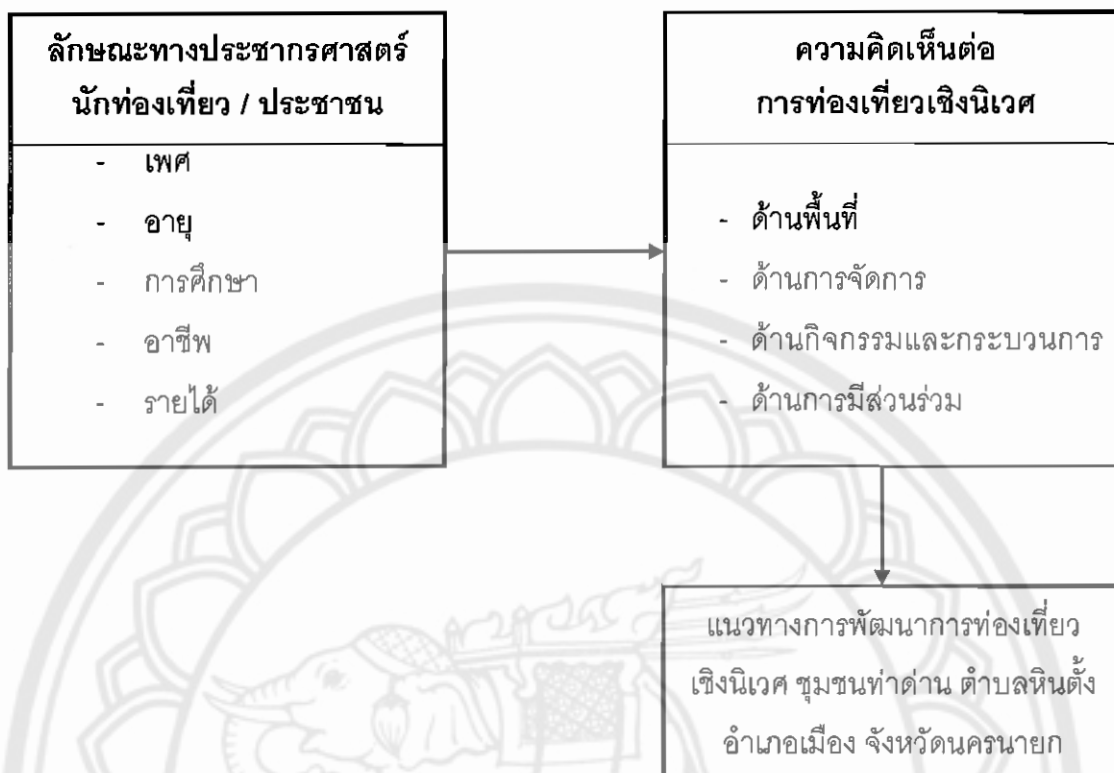 ลักษณะทางประชากรศาสตร์
นักท่องเที่ยว / ประชาชน
- เพศ
- อายุ
- การศึกษา
- อาชีพ
- รายได้
ความคิดเห็นต่อ
การท่องเที่ยวเชิงนิเวศ
- ด้านพื้นที่
- ด้านการจัดการ
- ด้านกิจกรรมและกระบวนการ
- ด้านการมีส่วนร่วม
แนวทางการพัฒนาการท่องเที่ยว
เชิงนิเวศ ชุมชนท่าด่าน ตำบลหินตั้ง
อำเภอเมือง จังหวัดนครนายก